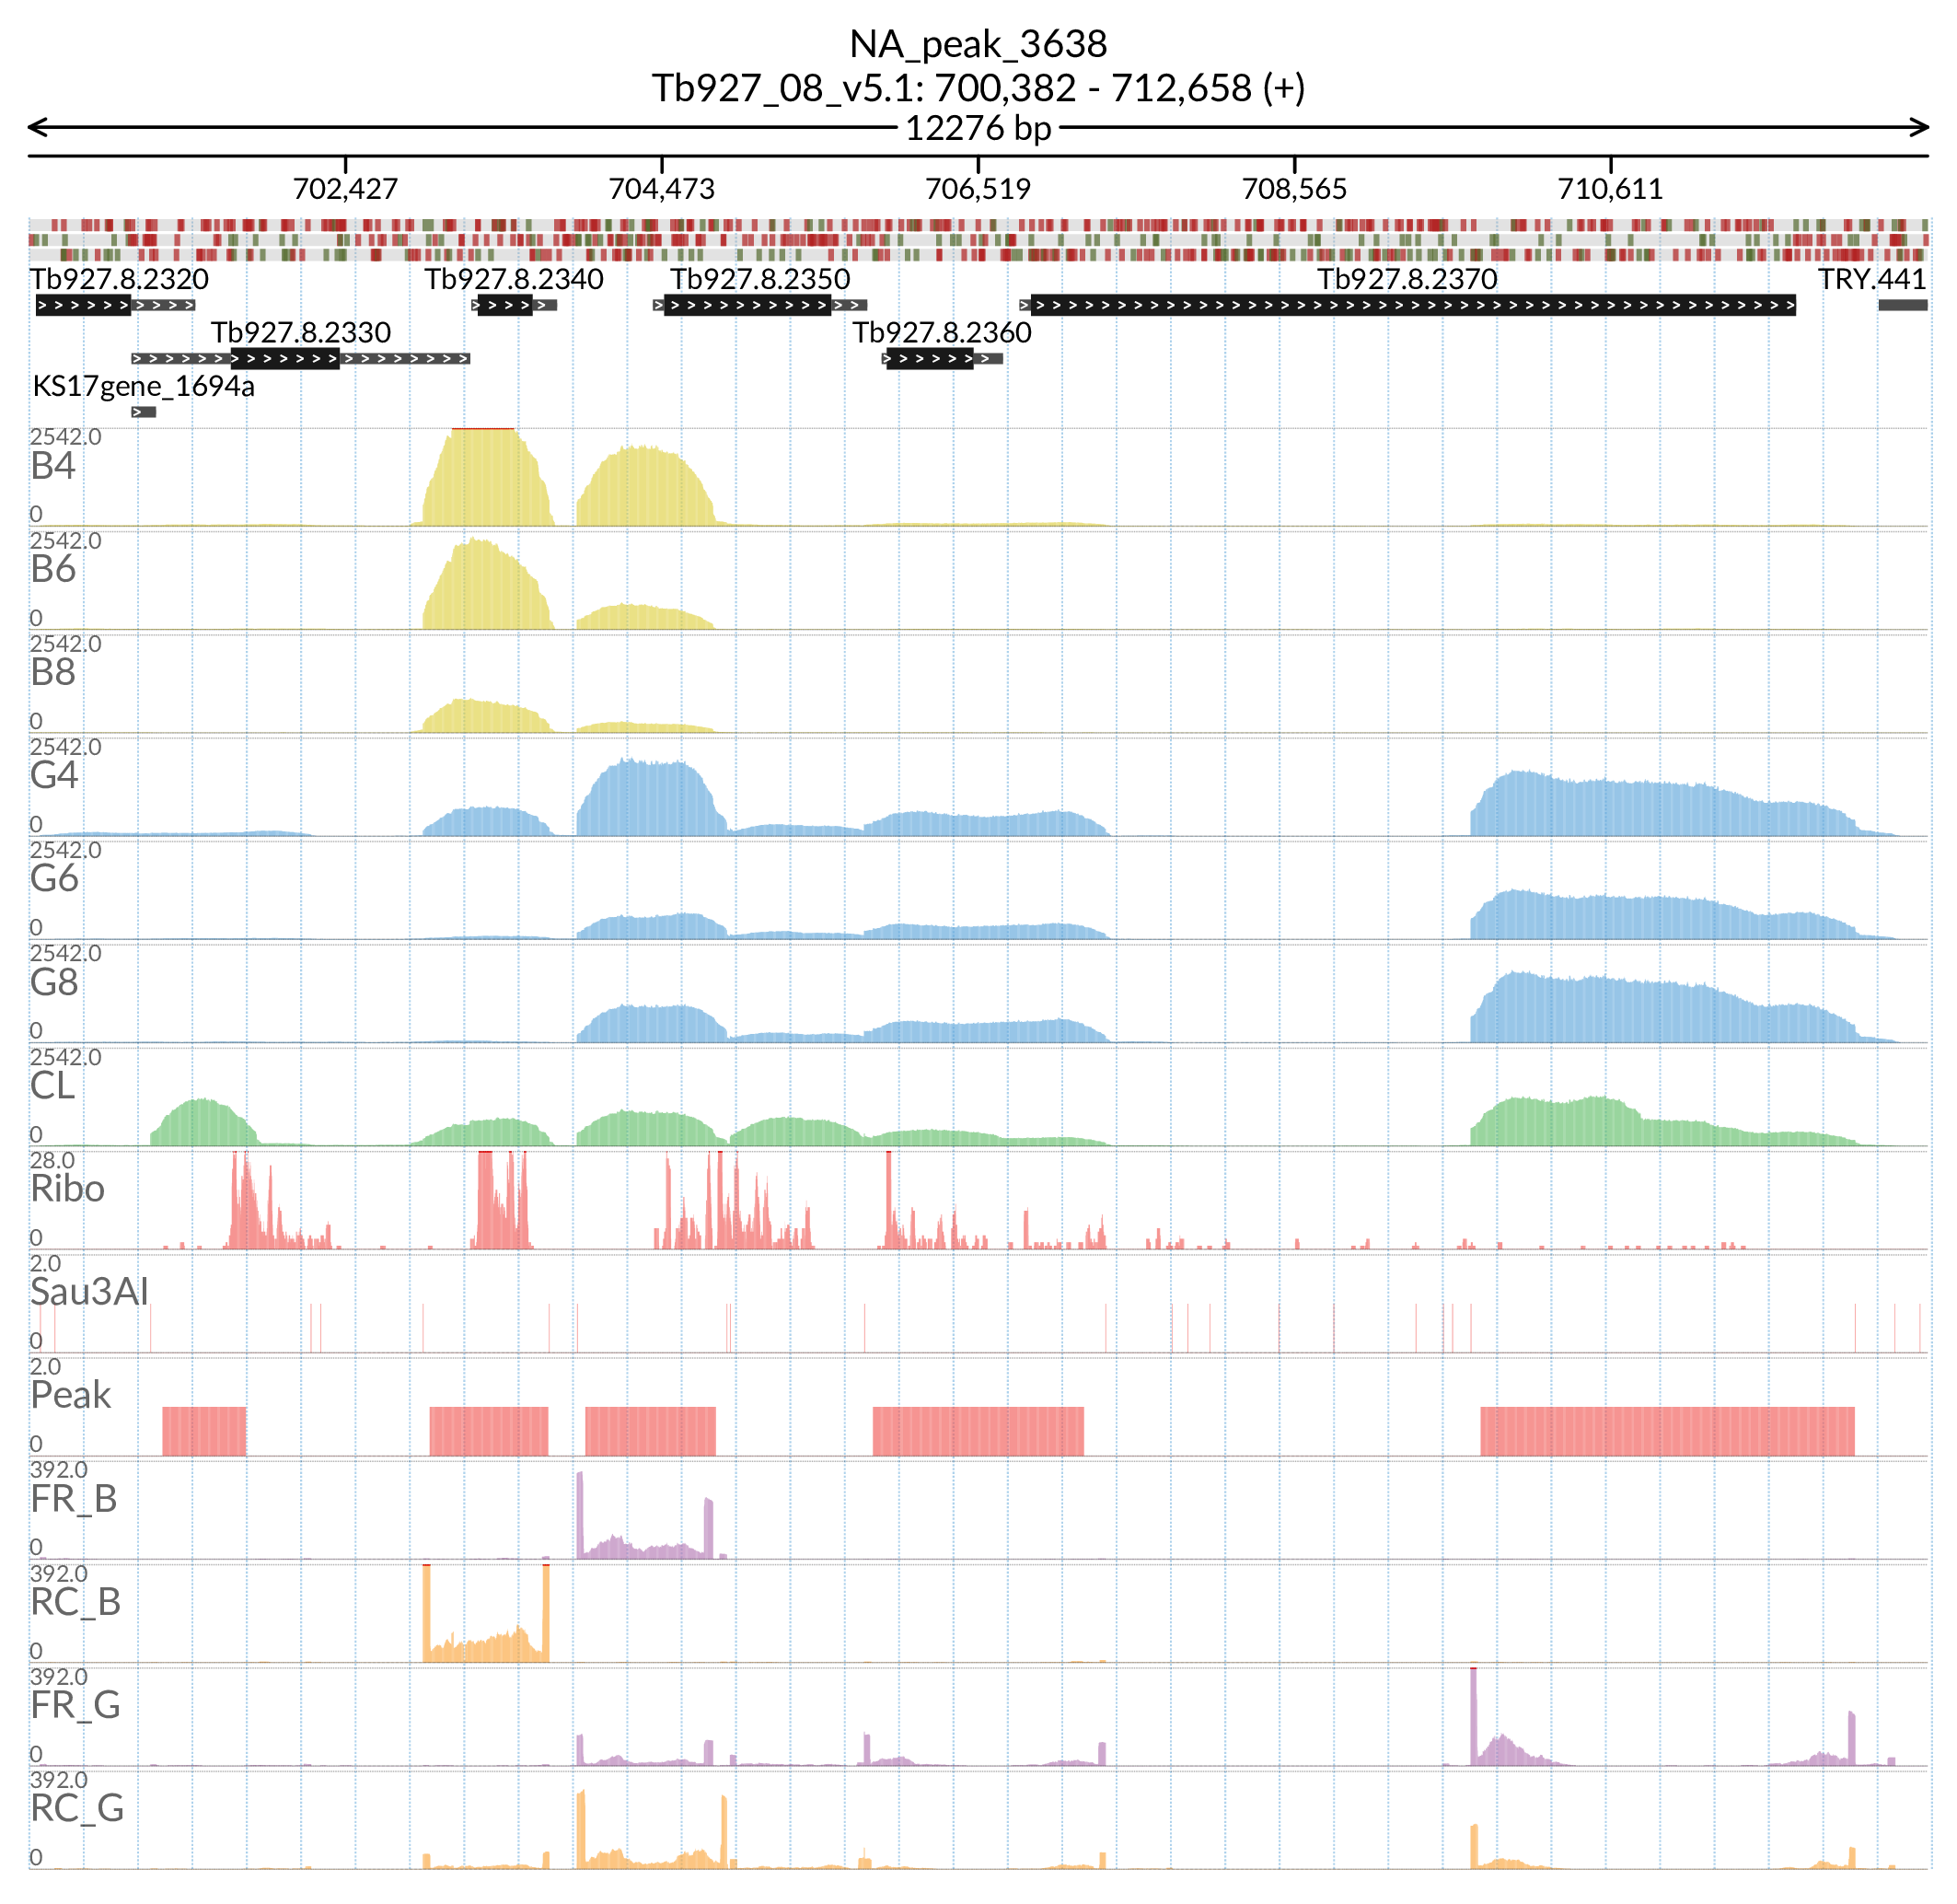 NA_peak_3638
Tb927_08_v5.1: 700,382 - 712,658 (+)
12276 bp
702,427 704,473 706,519 708,565 710,611
Tb927.8.2320 Tb927.8.2340 Tb927.8.2350 Tb927.8.2370 TRY.441
Tb927.8.2330 Tb927.8.2360
KS17gene_1694a
2542.0
B4
0
2542.0
B6
0
2542.0
B8
0
2542.0
G4
0
2542.0
G6
0
2542.0
G8
0
2542.0
CL
0
28.0
Ribo
0
2.0
Sau3AI
0
2.0
Peak
0
392.0
FR_B
0
392.0
RC_B
0
392.0
FR_G
0
392.0
RC_G
0